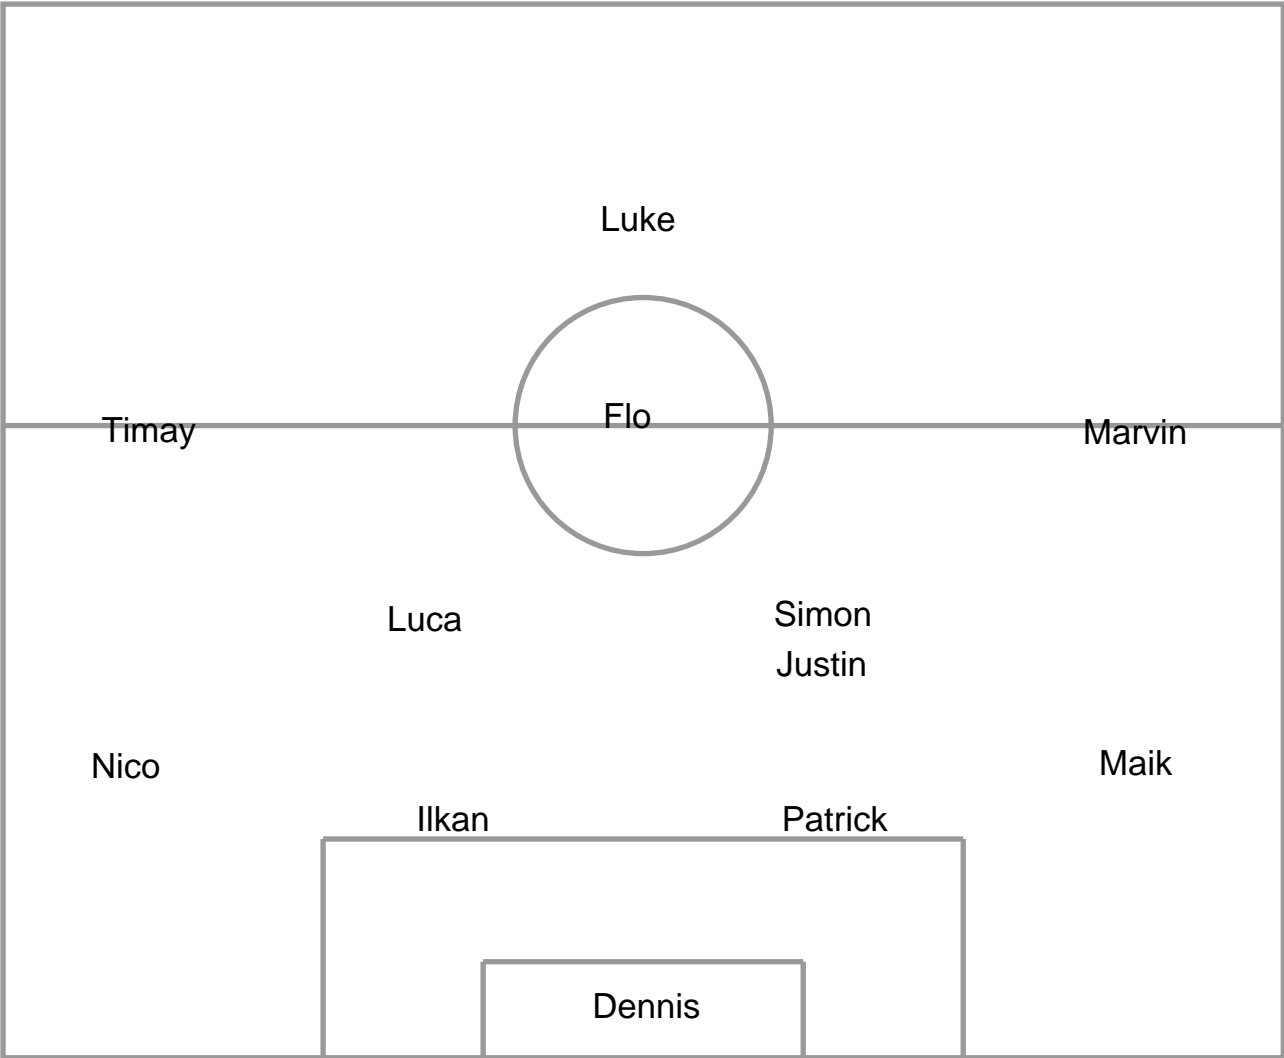 Luke
Timay
Flo
Marvin
Luca
Simon
Justin
Nico
Maik
Ilkan
Patrick
Dennis